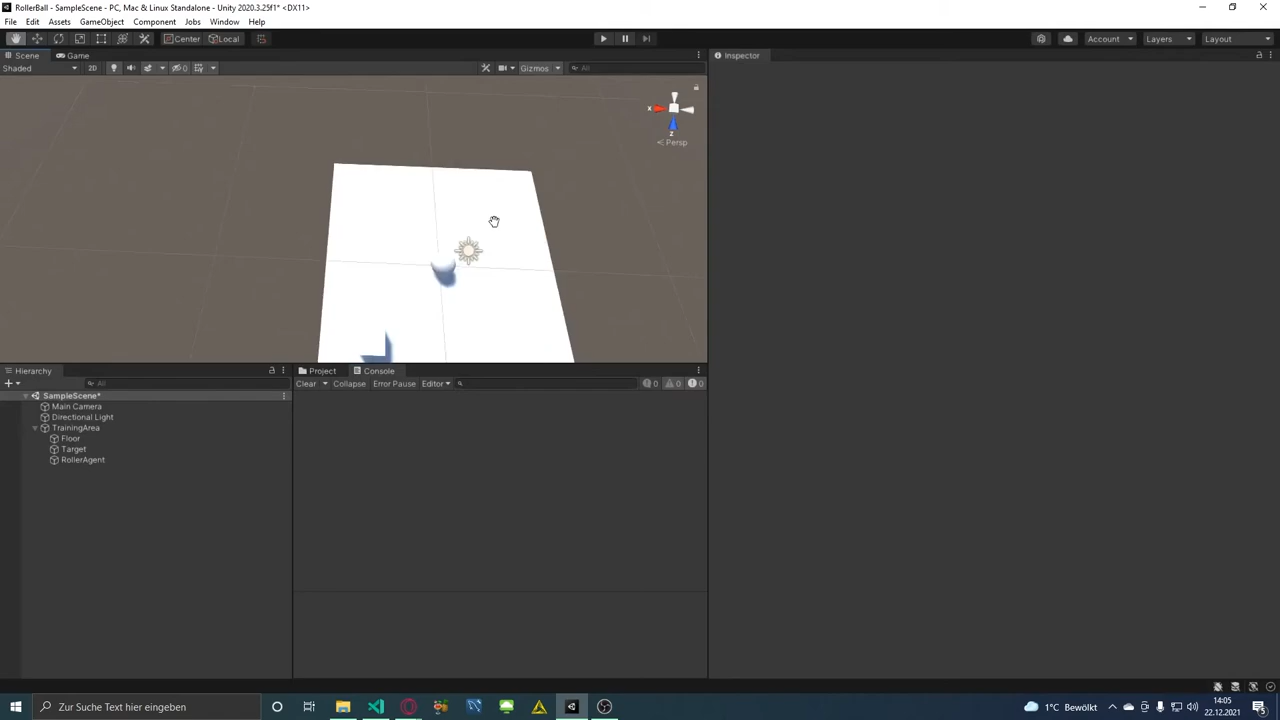 RollerBall - SampleScene - PC, Mac & Linux Standalone - Unity 2020.3.25f1* <DX11>
File Edit Assets GameObject Component Jobs Window Help
Center Local Account Layers Layout
Scene Game Inspector
Shaded 2D 0 Gizmos All
x
z
Persp
Hierarchy Project Console
All Clear Collapse Error Pause Editor 0 0 0
SampleScene*
Main Camera
Directional Light
TrainingArea
Floor
Target
RollerAgent
Zur Suche Text hier eingeben 1°C Bewölkt 14:05
22.12.2021